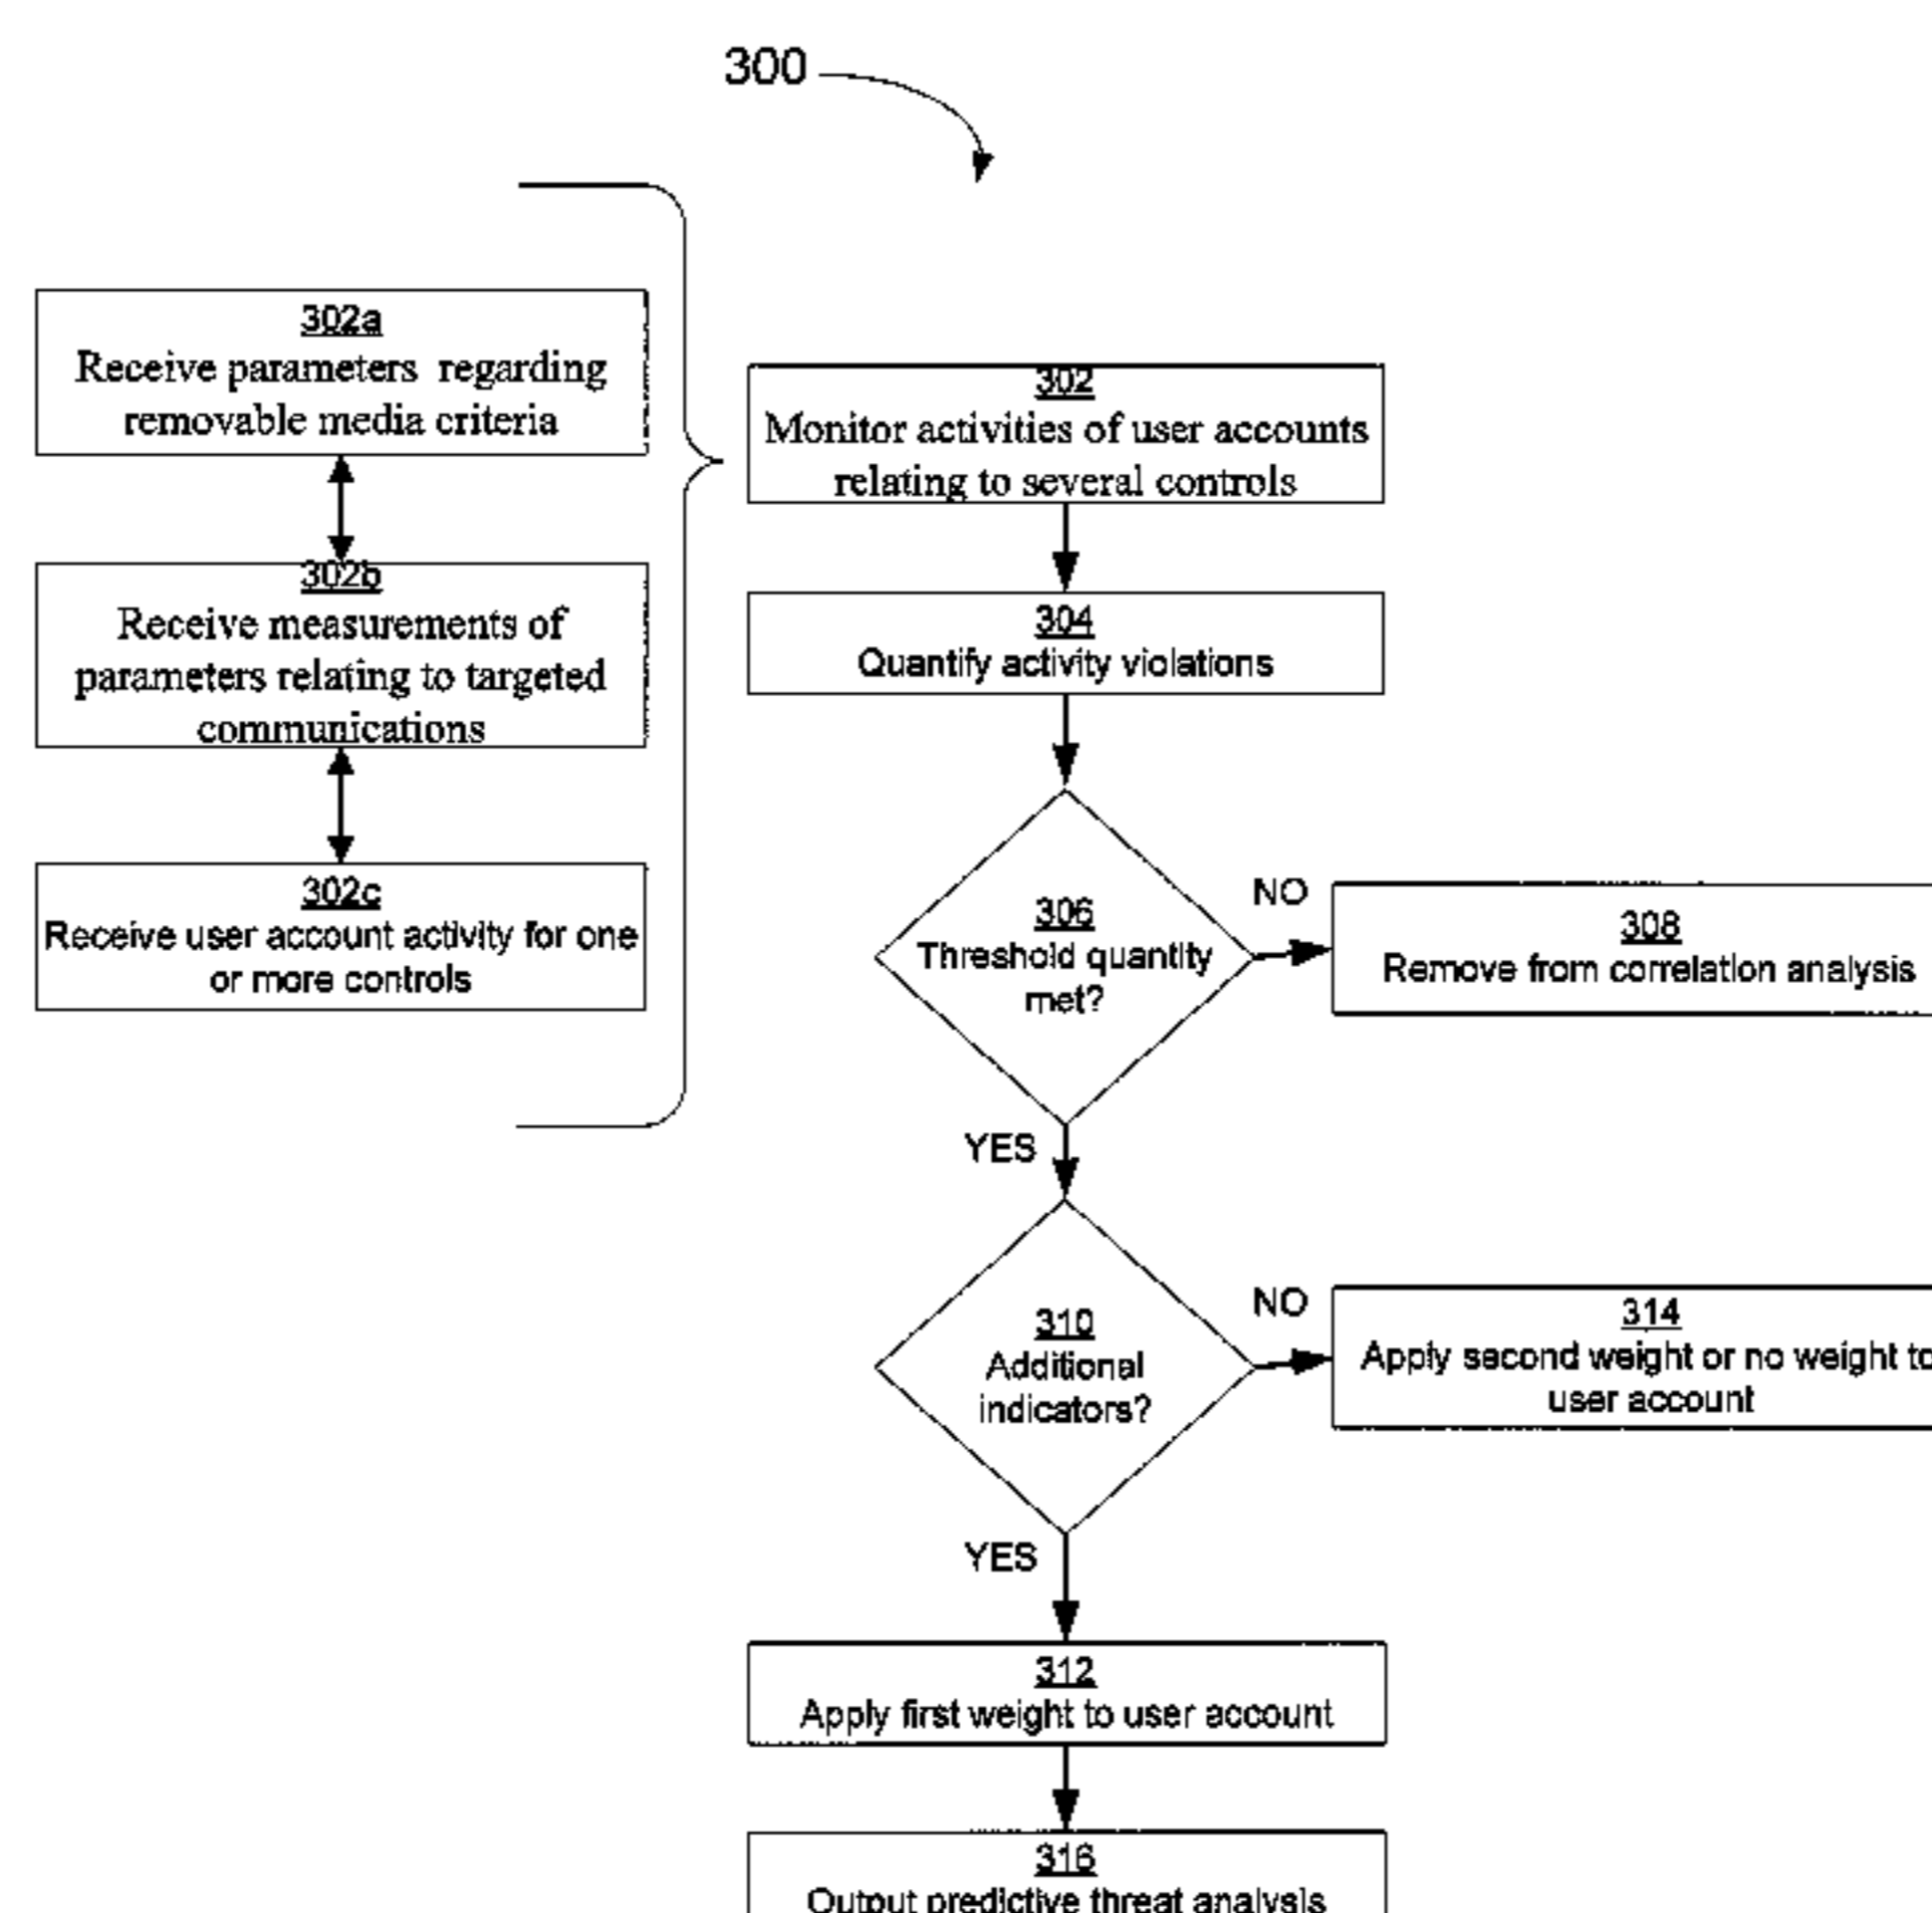 300
302a
Receive parameters regarding
removable media criteria
302b
Receive measurements of
parameters relating to targeted
communications
302c
Receive user account activity for one
or more controls
302
Monitor activities of user accounts
relating to several controls
304
Quantify activity violations
306
Threshold quantity
met?
NO
308
Remove from correlation analysis
YES
310
Additional
indicators?
NO
314
Apply second weight or no weight to
user account
YES
312
Apply first weight to user account
316
Output predictive threat analysis